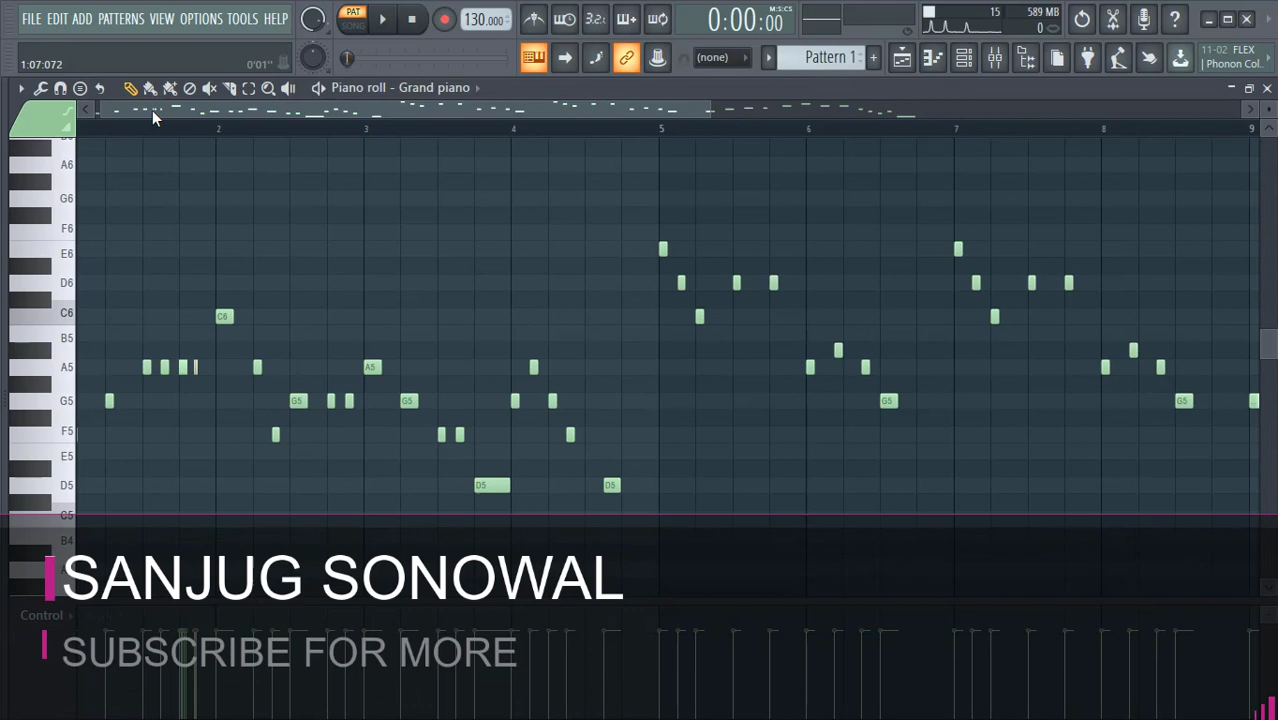 FILE EDIT ADD PATTERNS VIEW OPTIONS TOOLS HELP
PAT
SONG
130.000
3.2:
0:00:00
M:S:CS
15
589 MB
0
1:07:072
0'01"
(none)
Pattern 1
11-02 FLEX
Phonon Col..
Piano roll - Grand piano
2 3 4 5 6 7 8 9
A6
G6
F6
E6
D6
C6
C6
B5
A5
A5
G5
G5
G5
G5
G5
F5
E5
D5
D5
D5
C5
B4
SANJUG SONOWAL
Control
SUBSCRIBE FOR MORE